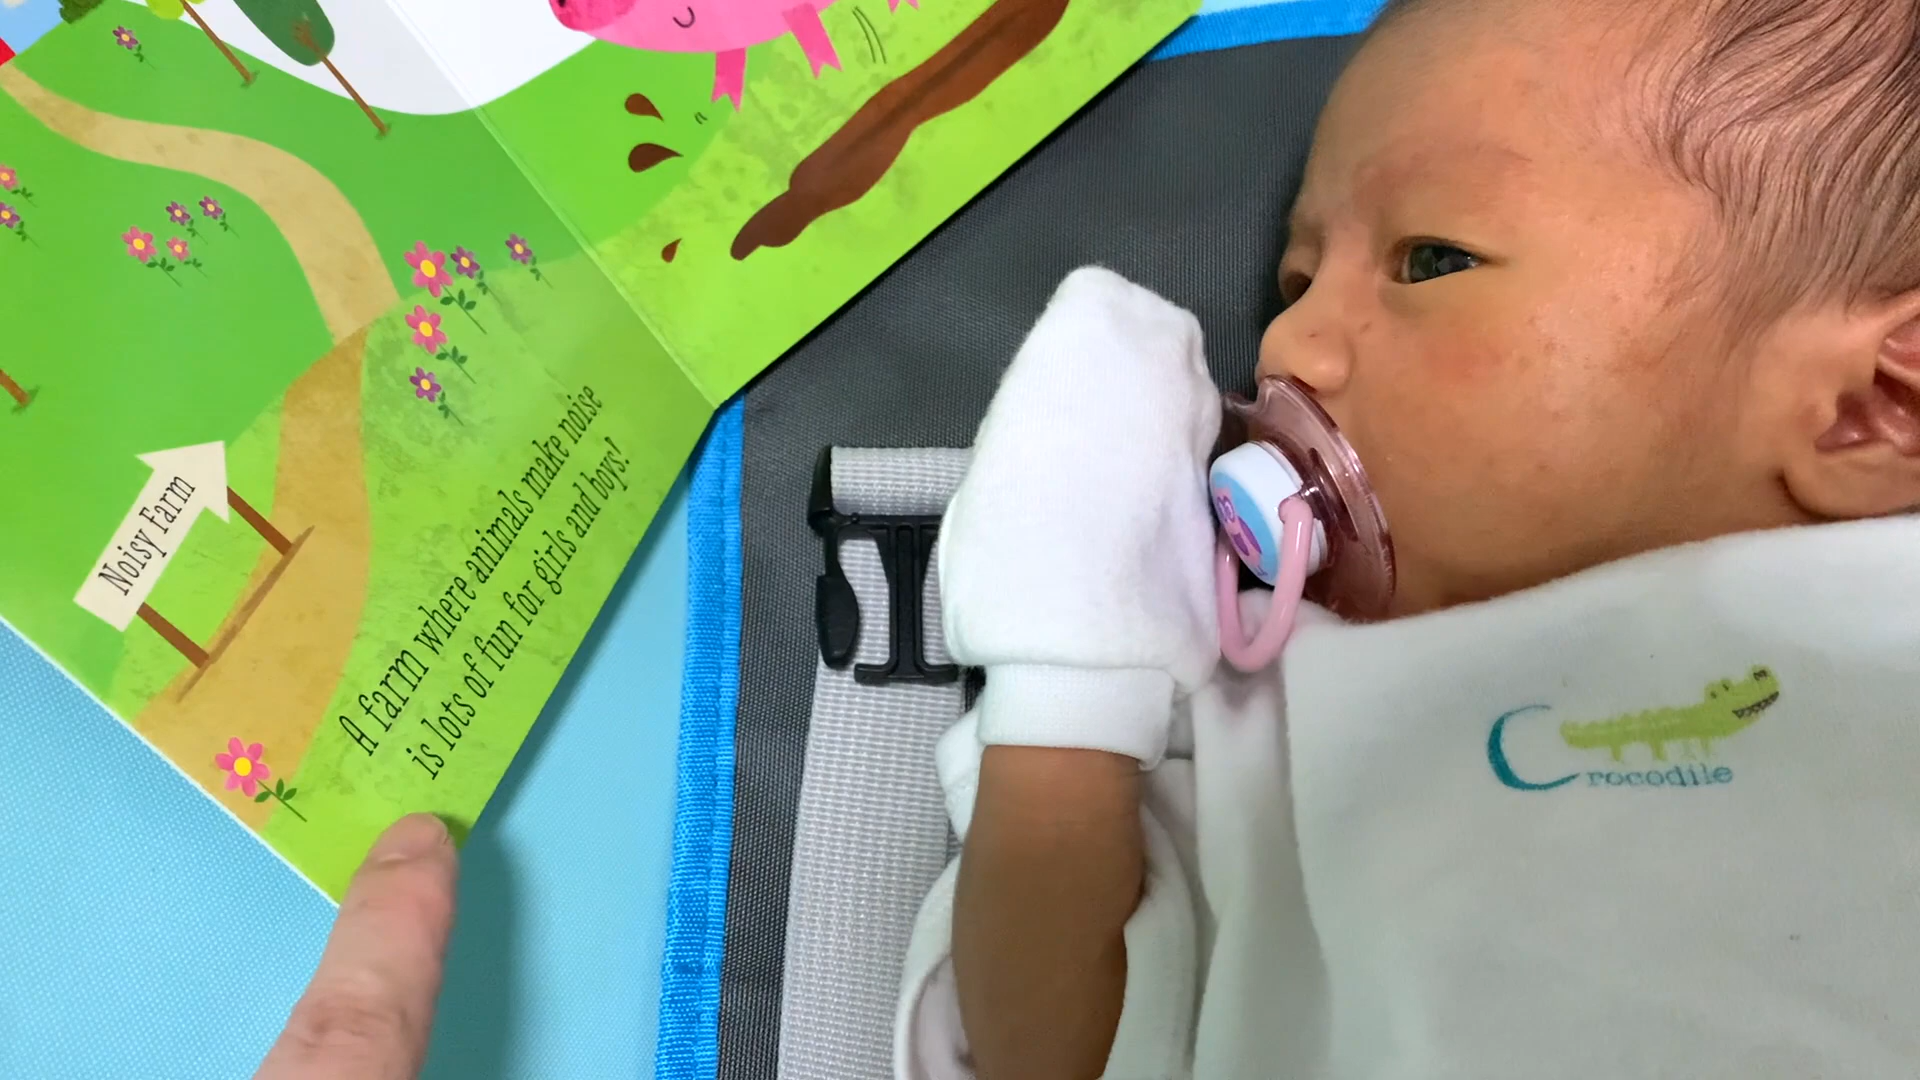 Noisy Farm
A farm where animals make noise
is lots of fun for girls and boys!
Crocodile